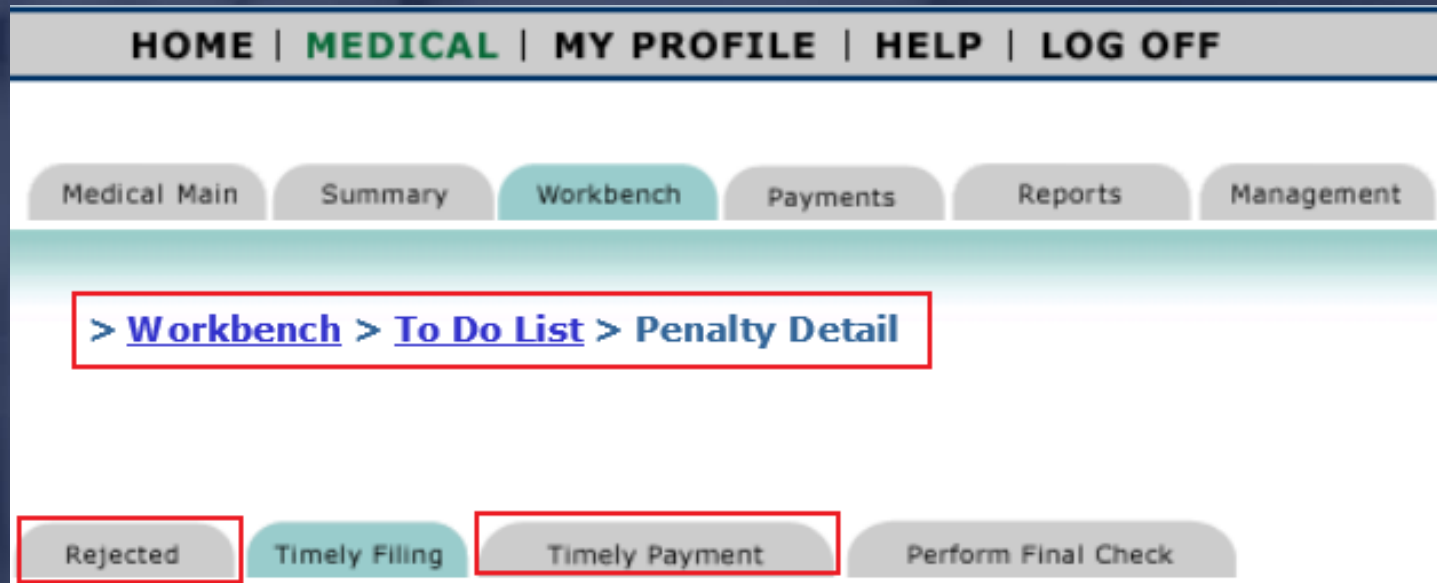 HOME | MEDICAL | MY PROFILE | HELP | LOG OFF
Medical Main Summary Workbench Payments Reports Management
> Workbench > To Do List > Penalty Detail
Rejected Timely Filing Timely Payment Perform Final Check